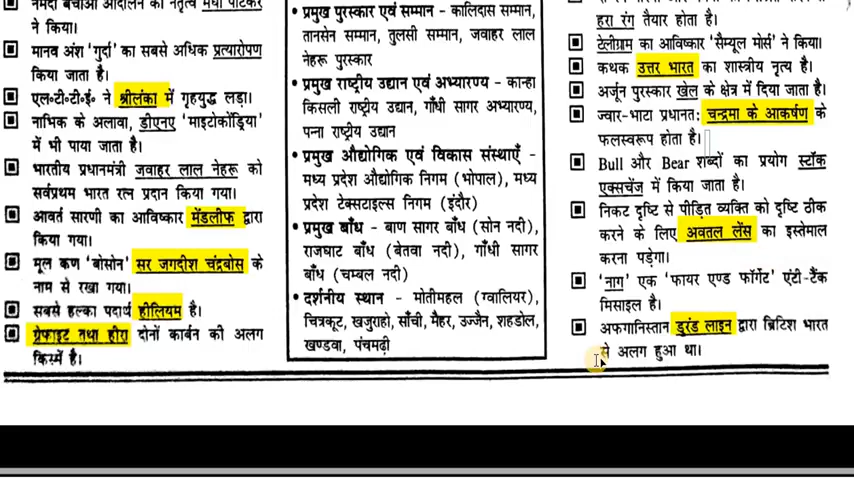 नर्मदा बचाओ आंदोलन का नेतृत्व मेधा पाटकर
ने किया।
मानव अंश 'गुर्दा' का सबसे अधिक प्रत्यारोपण
किया जाता है।
एल०टी०टी०ई० ने श्रीलंका में गृहयुद्ध लड़ा।
नाभिक के अलावा, डीएनए 'माइटोकोंड्रिया'
में भी पाया जाता है।
भारतीय प्रधानमंत्री जवाहर लाल नेहरू को
सर्वप्रथम भारत रत्न प्रदान किया गया।
आवर्त सारणी का आविष्कार मेंडलीफ द्वारा
किया गया।
मूल कण 'बोसोन' सर जगदीश चंद्रबोस के
नाम से रखा गया।
सबसे हल्का पदार्थ हीलियम है।
ग्रेफाइट तथा हीरा दोनों कार्बन की अलग
किस्में है।
प्रमुख पुरस्कार एवं सम्मान - कालिदास सम्मान,
तानसेन सम्मान, तुलसी सम्मान, जवाहर लाल
नेहरू पुरस्कार
प्रमुख राष्ट्रीय उद्यान एवं अभ्यारण्य - कान्हा
किसली राष्ट्रीय उद्यान, गाँधी सागर अभ्यारण्य,
पन्ना राष्ट्रीय उद्यान
प्रमुख औद्योगिक एवं विकास संस्थाएँ -
मध्य प्रदेश औद्योगिक निगम (भोपाल), मध्य
प्रदेश टेक्सटाइल्स निगम (इंदौर)
प्रमुख बाँध - बाण सागर बाँध (सोन नदी),
राजघाट बाँध (बेतवा नदी), गाँधी सागर
बाँध (चम्बल नदी)
दर्शनीय स्थान - मोतीमहल (ग्वालियर),
चित्रकूट, खजुराहो, साँची, मैहर, उज्जैन, शहडोल,
खण्डवा, पंचमढ़ी
हरा रंग तैयार होता है।
टेलीग्राम का आविष्कार 'सैम्यूल मोर्स' ने किया।
कथक उत्तर भारत का शास्त्रीय नृत्य है।
अर्जून पुरस्कार खेल के क्षेत्र में दिया जाता है।
ज्वार-भाटा प्रधानत: चन्द्रमा के आकर्षण के
फलस्वरूप होता है।
Bull और Bear शब्दों का प्रयोग स्टॉक
एक्सचेंज में किया जाता है।
निकट दृष्टि से पीड़ित व्यक्ति को दृष्टि ठीक
करने के लिए अवतल लेंस का इस्तेमाल
करना पड़ेगा।
'नाग' एक 'फायर एण्ड फॉर्गेट' एंटी-टैंक
मिसाइल है।
अफगानिस्तान डुरंड लाइन द्वारा ब्रिटिश भारत
से अलग हुआ था।